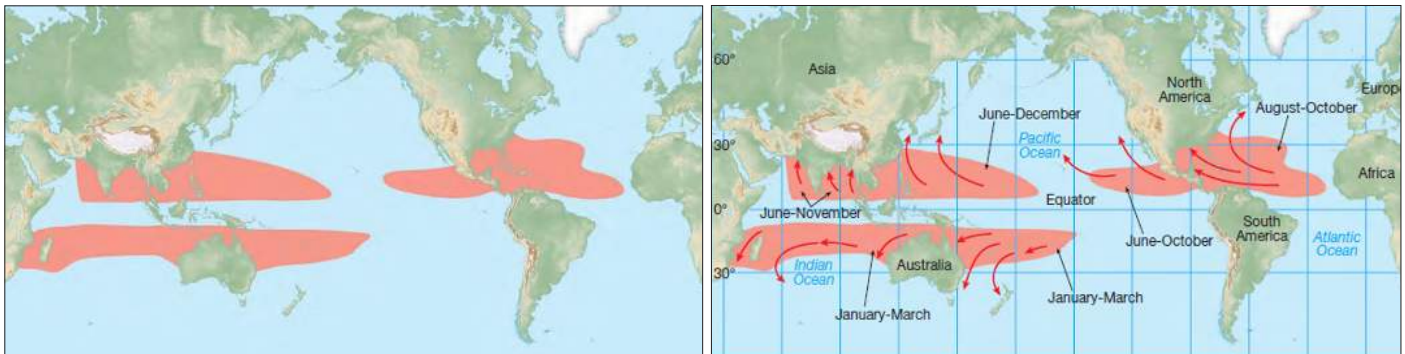 60°
Asia
North
America
Europe
June-December
August-October
Pacific
Ocean
30°
Africa
0°
June-November
Equator
South
America
June-October
Atlantic
Ocean
Indian
Ocean
Australia
30°
January-March
January-March